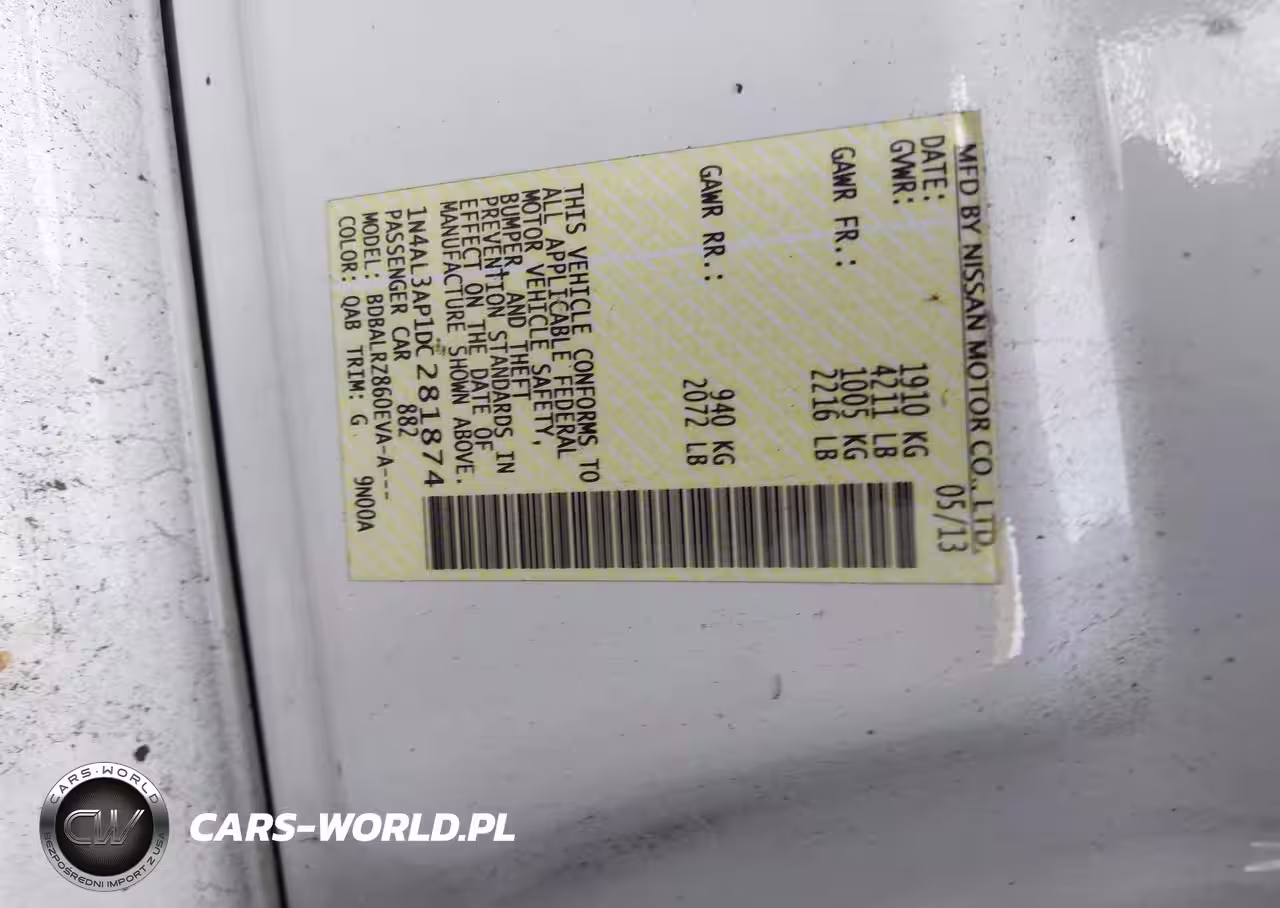 MFD BY NISSAN MOTOR CO., LTD.
DATE: 05/13
GVWR: 1910 KG
4211 LB
GAWR FR.: 1005 KG
2216 LB
GAWR RR.: 940 KG
2072 LB
THIS VEHICLE CONFORMS TO
ALL APPLICABLE FEDERAL
MOTOR VEHICLE SAFETY,
BUMPER, AND THEFT
PREVENTION STANDARDS IN
EFFECT ON THE DATE OF
MANUFACTURE SHOWN ABOVE.
1N4AL3AP1DC281874
PASSENGER CAR 882
MODEL: BDBALRZ860EVA-A---
COLOR: QAB TRIM: G 9N00A
CARS-WORLD
CW
BEZPOŚREDNI IMPORT Z USA
CARS-WORLD.PL